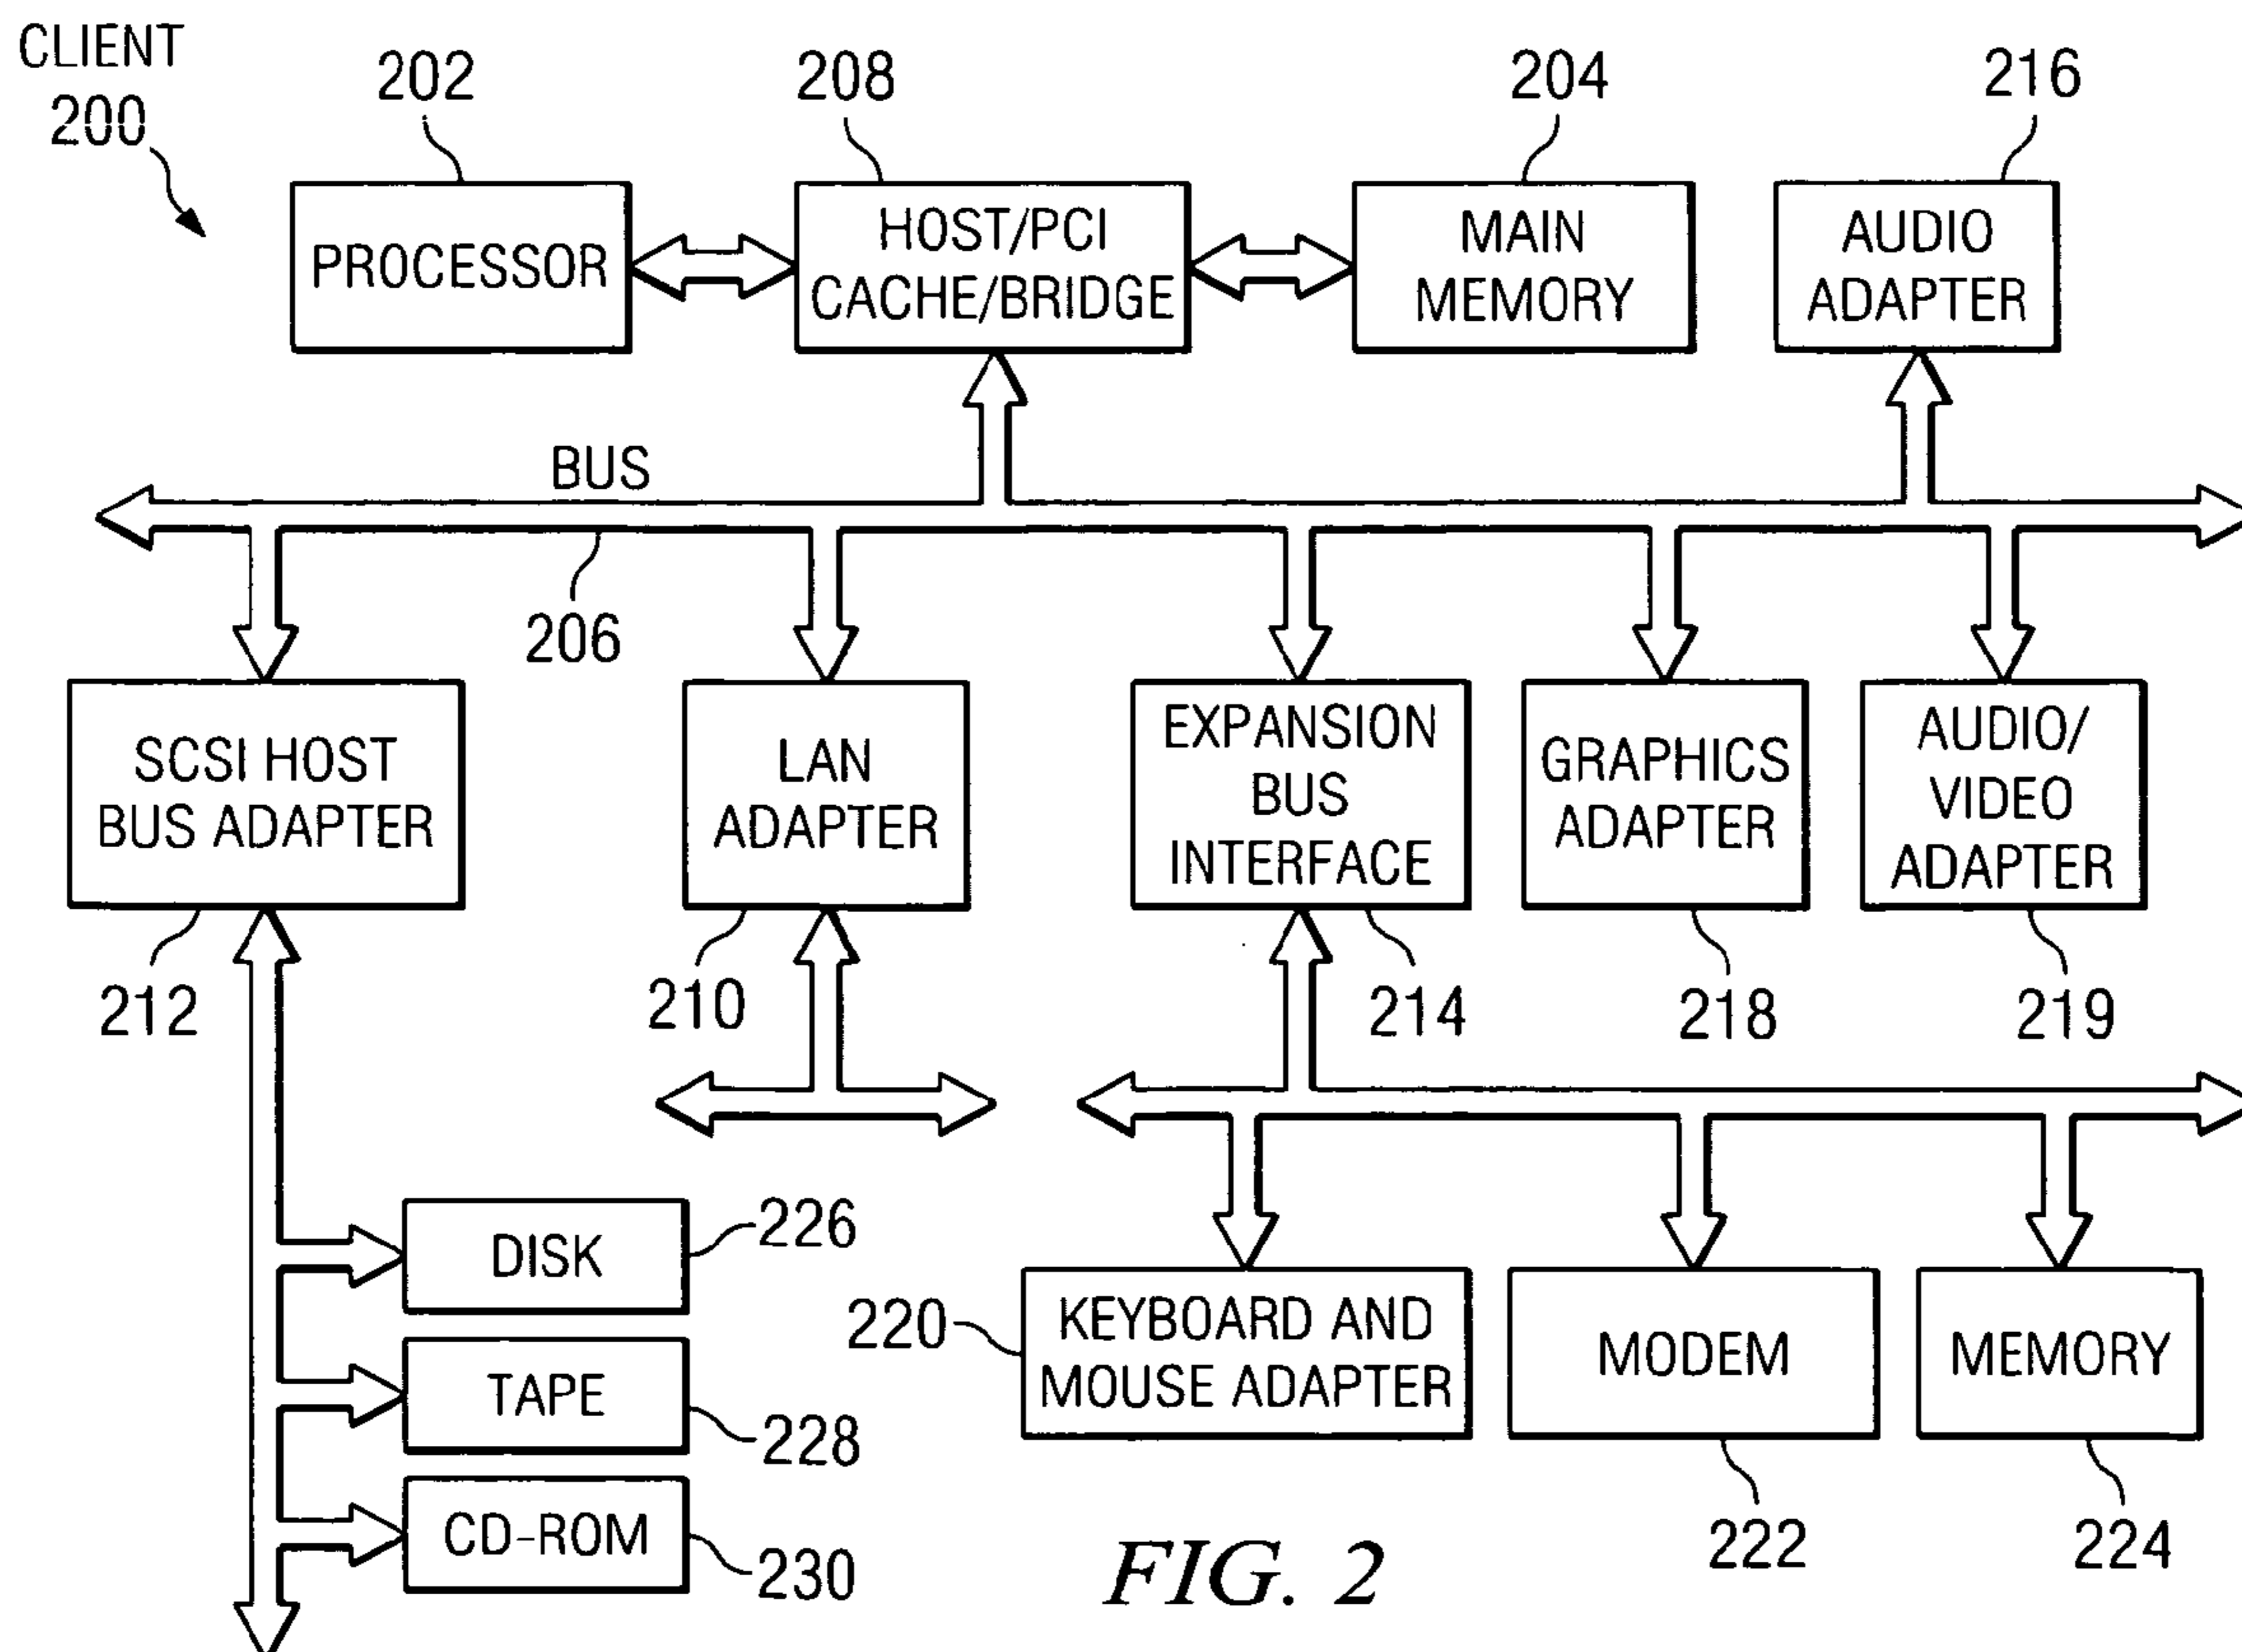 CLIENT
200
202
208
204
216
PROCESSOR
HOST/PCI
CACHE/BRIDGE
MAIN
MEMORY
AUDIO
ADAPTER
BUS
206
SCSI HOST
BUS ADAPTER
LAN
ADAPTER
EXPANSION
BUS
INTERFACE
GRAPHICS
ADAPTER
AUDIO/
VIDEO
ADAPTER
212
210
214
218
219
DISK
226
TAPE
228
CD-ROM
230
220
KEYBOARD AND
MOUSE ADAPTER
MODEM
MEMORY
222
224
FIG. 2